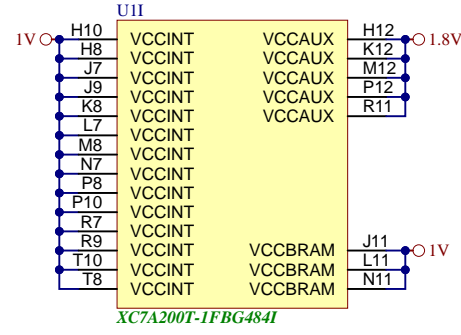 U1I
1V H10 VCCINT VCCAUX H12 1.8V
H8 VCCINT VCCAUX K12
J7 VCCINT VCCAUX M12
J9 VCCINT VCCAUX P12
K8 VCCINT VCCAUX R11
L7 VCCINT
M8 VCCINT
N7 VCCINT
P8 VCCINT
P10 VCCINT
R7 VCCINT
R9 VCCINT VCCBRAM J11 1V
T10 VCCINT VCCBRAM L11
T8 VCCINT VCCBRAM N11
XC7A200T-1FBG484I